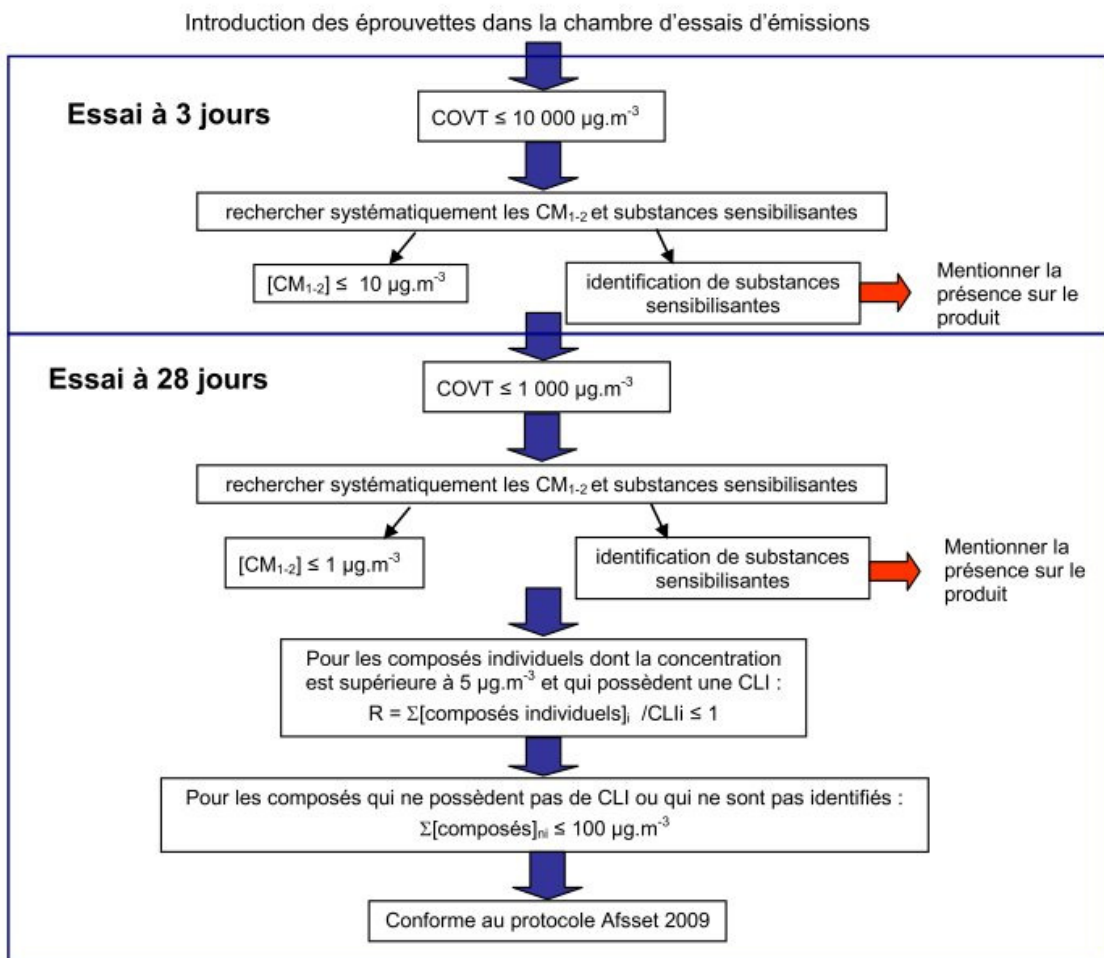 Introduction des éprouvettes dans la chambre d'essais d'émissions
Essai à 3 jours
COVT ≤ 10 000 µg.m⁻³
rechercher systématiquement les CM₁₋₂ et substances sensibilisantes
[CM₁₋₂] ≤ 10 µg.m⁻³
identification de substances
sensibilisantes
Mentionner la
présence sur le
produit
Essai à 28 jours
COVT ≤ 1 000 µg.m⁻³
rechercher systématiquement les CM₁₋₂ et substances sensibilisantes
[CM₁₋₂] ≤ 1 µg.m⁻³
identification de substances
sensibilisantes
Mentionner la
présence sur le
produit
Pour les composés individuels dont la concentration
est supérieure à 5 µg.m⁻³ et qui possèdent une CLI :
R = Σ[composés individuels]ᵢ /CLIi ≤ 1
Pour les composés qui ne possèdent pas de CLI ou qui ne sont pas identifiés :
Σ[composés]ₙᵢ ≤ 100 µg.m⁻³
Conforme au protocole Afsset 2009